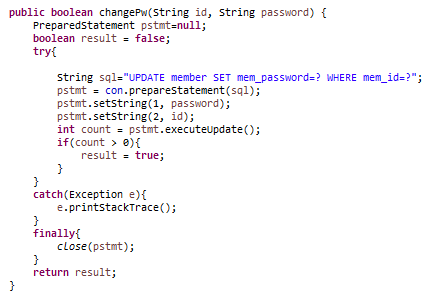 public boolean changePw(String id, String password) {
    PreparedStatement pstmt=null;
    boolean result = false;
    try{

        String sql="UPDATE member SET mem_password=? WHERE mem_id=?";
        pstmt = con.prepareStatement(sql);
        pstmt.setString(1, password);
        pstmt.setString(2, id);
        int count = pstmt.executeUpdate();
        if(count > 0){
            result = true;
        }
    }
    catch(Exception e){
        e.printStackTrace();
    }
    finally{
        close(pstmt);
    }
    return result;
}